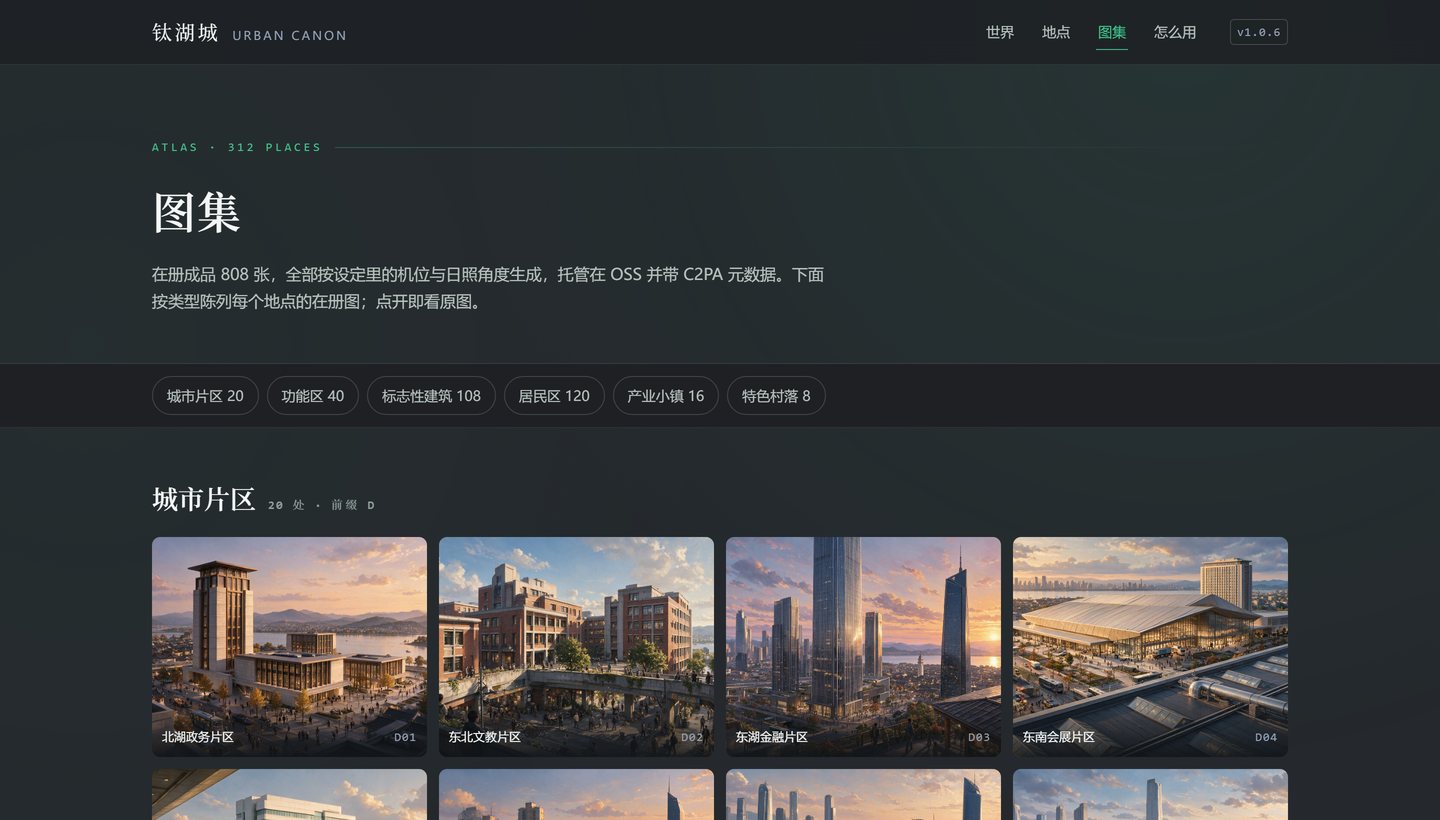 钛湖城 URBAN CANON
世界 地点 图集 怎么用 v1.0.6
ATLAS · 312 PLACES
图集
在册成品 808 张，全部按设定里的机位与日照角度生成，托管在 OSS 并带 C2PA 元数据。下面
按类型陈列每个地点的在册图；点开即看原图。
城市片区 20 功能区 40 标志性建筑 108 居民区 120 产业小镇 16 特色村落 8
城市片区 20 处 · 前缀 D
北湖政务片区 D01
东北文教片区 D02
东湖金融片区 D03
东南会展片区 D04